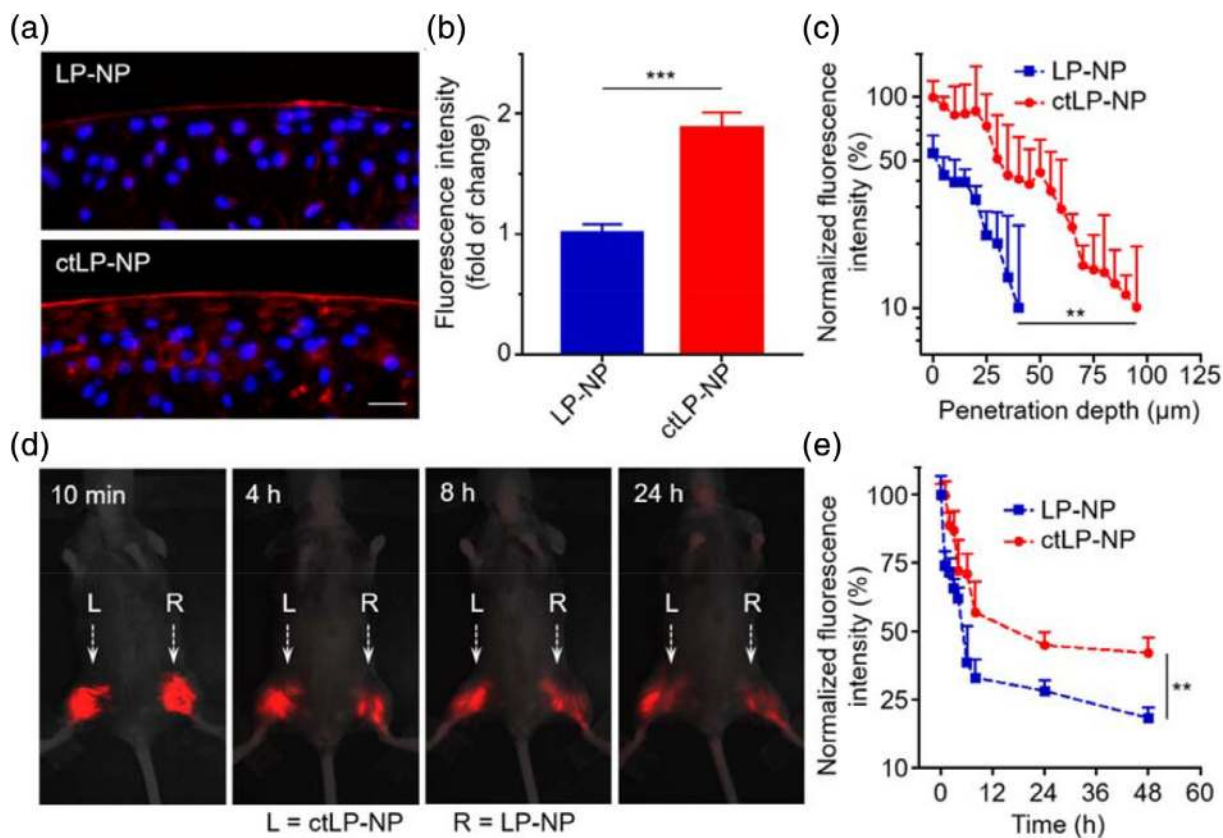 (a)
LP-NP
ctLP-NP
(b)
Fluorescence intensity
(fold of change)
2
1
0
***
LP-NP
ctLP-NP
(c)
Normalized fluorescence
intensity (%)
100
50
10
LP-NP
ctLP-NP
**
0 25 50 75 100 125
Penetration depth (µm)
(d)
10 min
L R
4 h
L R
8 h
L R
24 h
L R
L = ctLP-NP R = LP-NP
(e)
Normalized fluorescence
intensity (%)
100
75
50
25
10
LP-NP
ctLP-NP
**
0 12 24 36 48
Time (h)